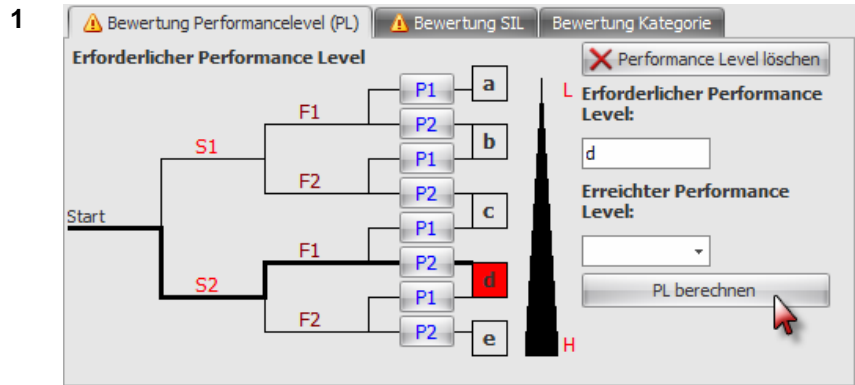 1
Bewertung Performancelevel (PL)
Bewertung SIL
Bewertung Kategorie
Erforderlicher Performance Level
Performance Level löschen
Start
S1
S2
F1
F2
F1
F2
P1
P2
P1
P2
P1
P2
P1
P2
a
b
c
d
e
L
H
Erforderlicher Performance
Level:
d
Erreichter Performance
Level:
PL berechnen